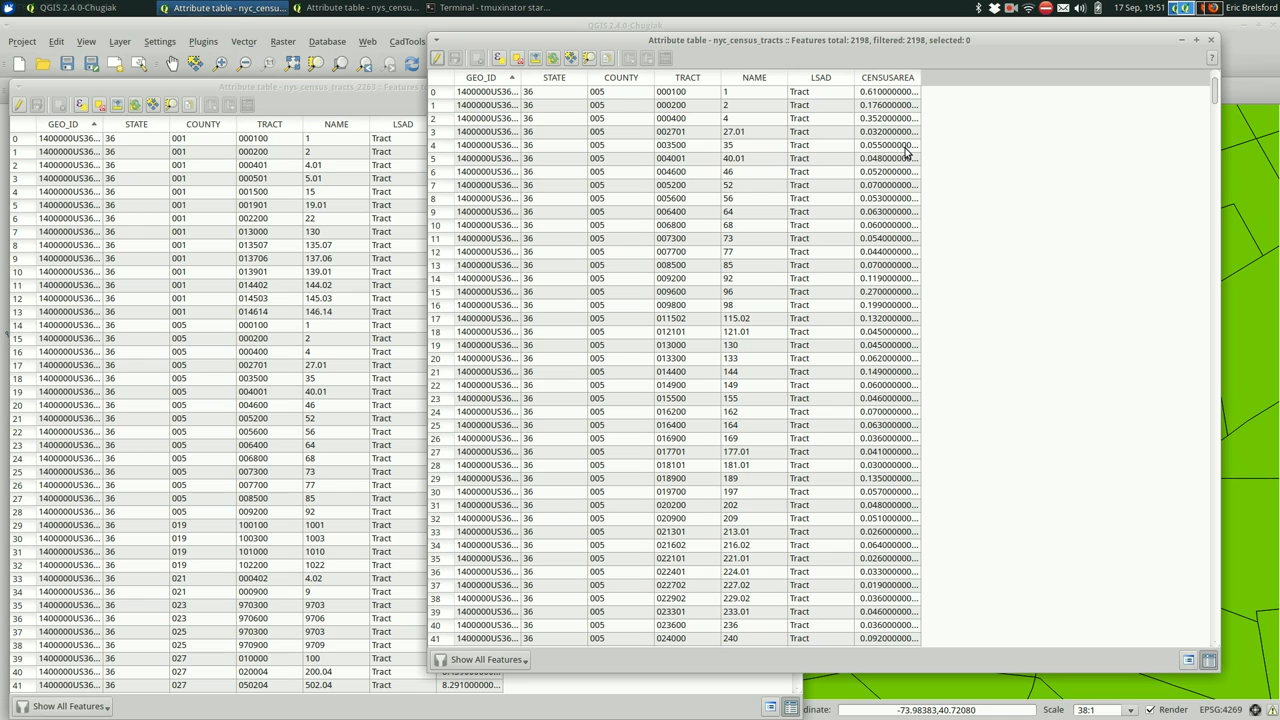 QGIS 2.4.0-Chugiak
Attribute table - nyc_censu...
Attribute table - nys_censu...
Terminal - tmuxinator star...
17 Sep, 19:51
Eric Brelsford
QGIS 2.4.0-Chugiak
Project Edit View Layer Settings Plugins Vector Raster Database Web CadTools
Attribute table - nys_census_tracts_2263 :: Features to
GEO_ID STATE COUNTY TRACT NAME LSAD
0 1400000US36... 36 001 000100 1 Tract
1 1400000US36... 36 001 000200 2 Tract
2 1400000US36... 36 001 000401 4.01 Tract
3 1400000US36... 36 001 000501 5.01 Tract
4 1400000US36... 36 001 001500 15 Tract
5 1400000US36... 36 001 001901 19.01 Tract
6 1400000US36... 36 001 002200 22 Tract
7 1400000US36... 36 001 013000 130 Tract
8 1400000US36... 36 001 013507 135.07 Tract
9 1400000US36... 36 001 013706 137.06 Tract
10 1400000US36... 36 001 013901 139.01 Tract
11 1400000US36... 36 001 014402 144.02 Tract
12 1400000US36... 36 001 014503 145.03 Tract
13 1400000US36... 36 001 014614 146.14 Tract
14 1400000US36... 36 005 000100 1 Tract
15 1400000US36... 36 005 000200 2 Tract
16 1400000US36... 36 005 000400 4 Tract
17 1400000US36... 36 005 002701 27.01 Tract
18 1400000US36... 36 005 003500 35 Tract
19 1400000US36... 36 005 004001 40.01 Tract
20 1400000US36... 36 005 004600 46 Tract
21 1400000US36... 36 005 005200 52 Tract
22 1400000US36... 36 005 005600 56 Tract
23 1400000US36... 36 005 006400 64 Tract
24 1400000US36... 36 005 006800 68 Tract
25 1400000US36... 36 005 007300 73 Tract
26 1400000US36... 36 005 007700 77 Tract
27 1400000US36... 36 005 008500 85 Tract
28 1400000US36... 36 005 009200 92 Tract
29 1400000US36... 36 019 100100 1001 Tract
30 1400000US36... 36 019 100300 1003 Tract
31 1400000US36... 36 019 101000 1010 Tract
32 1400000US36... 36 019 102200 1022 Tract
33 1400000US36... 36 021 000402 4.02 Tract
34 1400000US36... 36 021 000900 9 Tract
35 1400000US36... 36 023 970300 9703 Tract
36 1400000US36... 36 023 970600 9706 Tract
37 1400000US36... 36 025 970300 9703 Tract
38 1400000US36... 36 025 970900 9709 Tract
39 1400000US36... 36 027 010000 100 Tract
40 1400000US36... 36 027 020004 200.04 Tract
41 1400000US36... 36 027 050204 502.04 Tract 8.291000000...
Show All Features
Attribute table - nyc_census_tracts :: Features total: 2198, filtered: 2198, selected: 0
GEO_ID STATE COUNTY TRACT NAME LSAD CENSUSAREA
0 1400000US36... 36 005 000100 1 Tract 0.610000000...
1 1400000US36... 36 005 000200 2 Tract 0.176000000...
2 1400000US36... 36 005 000400 4 Tract 0.352000000...
3 1400000US36... 36 005 002701 27.01 Tract 0.032000000...
4 1400000US36... 36 005 003500 35 Tract 0.055000000...
5 1400000US36... 36 005 004001 40.01 Tract 0.048000000...
6 1400000US36... 36 005 004600 46 Tract 0.052000000...
7 1400000US36... 36 005 005200 52 Tract 0.070000000...
8 1400000US36... 36 005 005600 56 Tract 0.053000000...
9 1400000US36... 36 005 006400 64 Tract 0.063000000...
10 1400000US36... 36 005 006800 68 Tract 0.060000000...
11 1400000US36... 36 005 007300 73 Tract 0.054000000...
12 1400000US36... 36 005 007700 77 Tract 0.044000000...
13 1400000US36... 36 005 008500 85 Tract 0.070000000...
14 1400000US36... 36 005 009200 92 Tract 0.119000000...
15 1400000US36... 36 005 009600 96 Tract 0.270000000...
16 1400000US36... 36 005 009800 98 Tract 0.199000000...
17 1400000US36... 36 005 011502 115.02 Tract 0.132000000...
18 1400000US36... 36 005 012101 121.01 Tract 0.045000000...
19 1400000US36... 36 005 013000 130 Tract 0.045000000...
20 1400000US36... 36 005 013300 133 Tract 0.062000000...
21 1400000US36... 36 005 014400 144 Tract 0.149000000...
22 1400000US36... 36 005 014900 149 Tract 0.060000000...
23 1400000US36... 36 005 015500 155 Tract 0.046000000...
24 1400000US36... 36 005 016200 162 Tract 0.070000000...
25 1400000US36... 36 005 016400 164 Tract 0.063000000...
26 1400000US36... 36 005 016900 169 Tract 0.036000000...
27 1400000US36... 36 005 017701 177.01 Tract 0.041000000...
28 1400000US36... 36 005 018101 181.01 Tract 0.030000000...
29 1400000US36... 36 005 018900 189 Tract 0.135000000...
30 1400000US36... 36 005 019700 197 Tract 0.057000000...
31 1400000US36... 36 005 020200 202 Tract 0.048000000...
32 1400000US36... 36 005 020900 209 Tract 0.051000000...
33 1400000US36... 36 005 021301 213.01 Tract 0.026000000...
34 1400000US36... 36 005 021602 216.02 Tract 0.064000000...
35 1400000US36... 36 005 022101 221.01 Tract 0.026000000...
36 1400000US36... 36 005 022401 224.01 Tract 0.033000000...
37 1400000US36... 36 005 022702 227.02 Tract 0.019000000...
38 1400000US36... 36 005 022902 229.02 Tract 0.036000000...
39 1400000US36... 36 005 023301 233.01 Tract 0.046000000...
40 1400000US36... 36 005 023600 236 Tract 0.036000000...
41 1400000US36... 36 005 024000 240 Tract 0.092000000...
Show All Features
dinate: -73.98383,40.72080 Scale 38:1 Render EPSG:4269